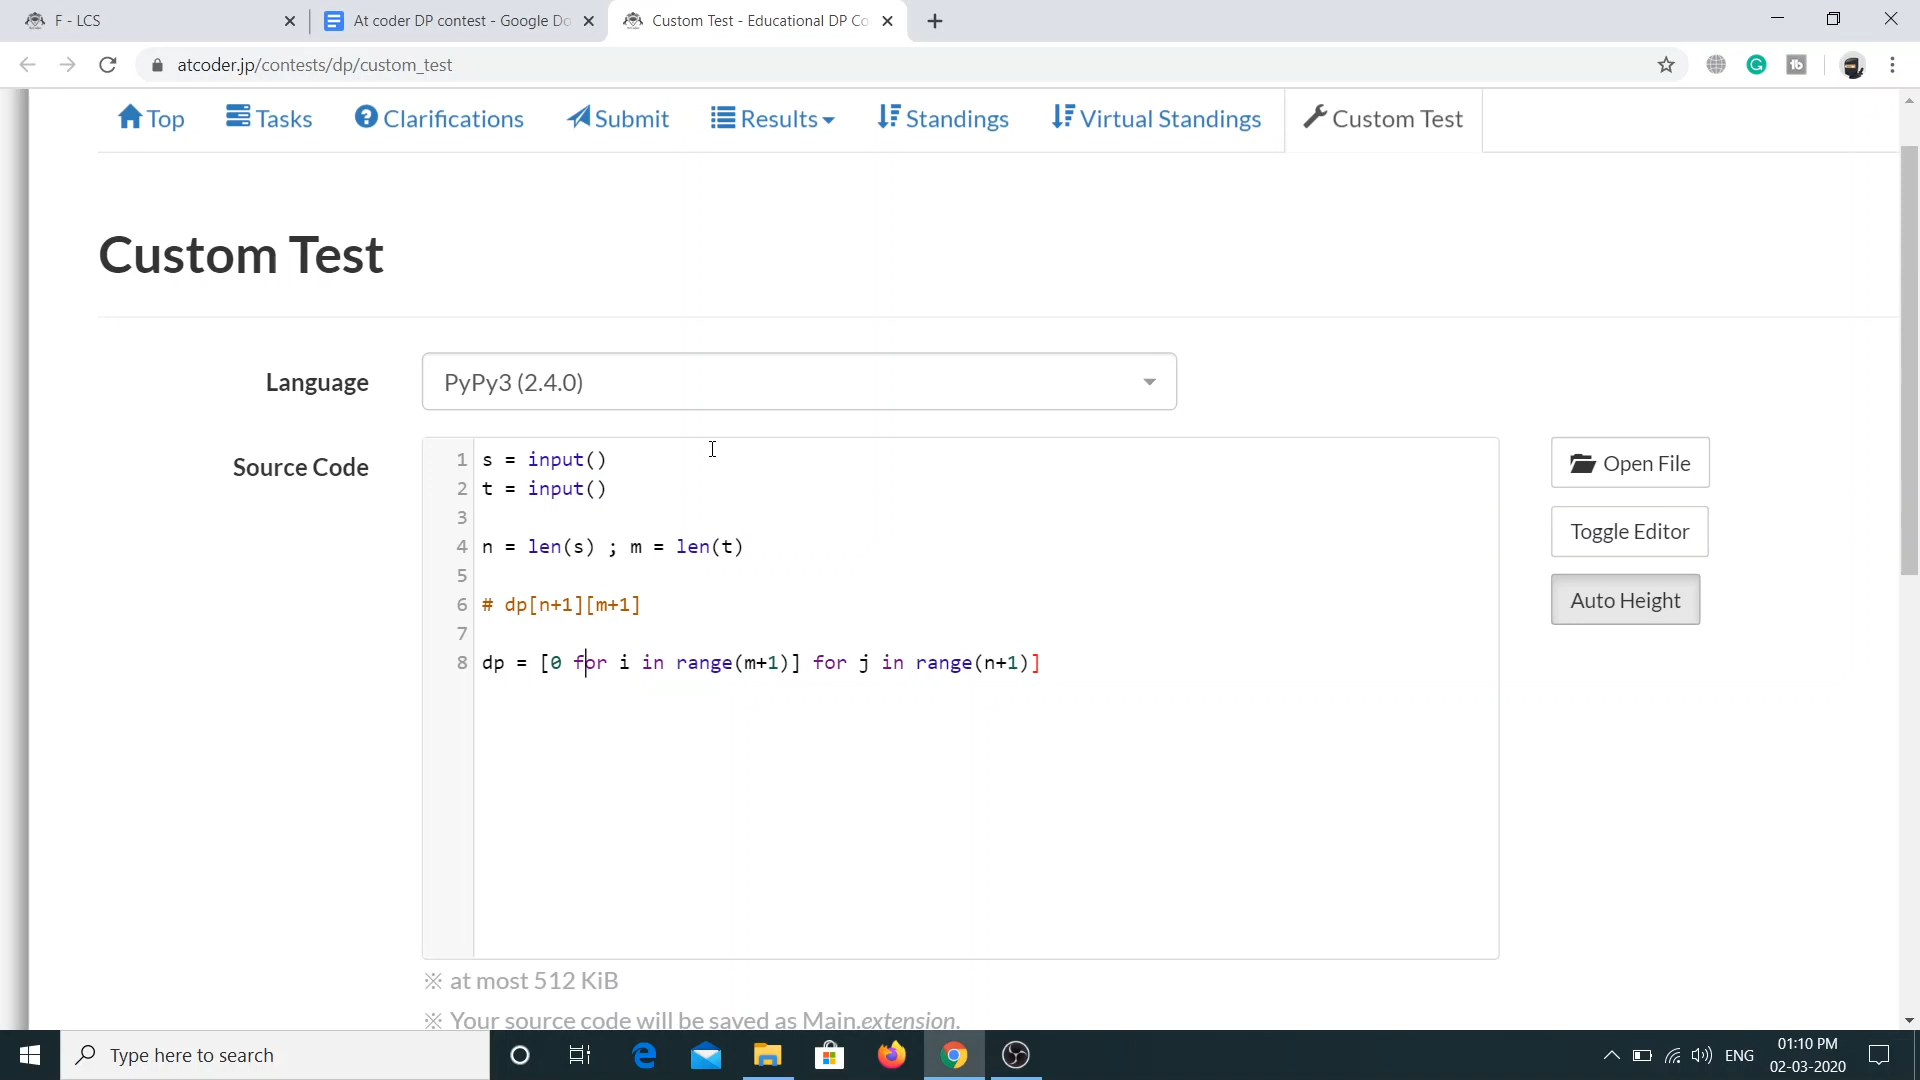 F - LCS
At coder DP contest - Google Do
Custom Test - Educational DP Co
atcoder.jp/contests/dp/custom_test
Top
Tasks
Clarifications
Submit
Results
Standings
Virtual Standings
Custom Test
Custom Test
Language
PyPy3 (2.4.0)
Source Code
1 s = input()
2 t = input()
3
4 n = len(s) ; m = len(t)
5
6 # dp[n+1][m+1]
7
8 dp = [0 for i in range(m+1)] for j in range(n+1)]
Open File
Toggle Editor
Auto Height
※ at most 512 KiB
※ Your source code will be saved as Main.extension.
Type here to search
ENG
01:10 PM
02-03-2020